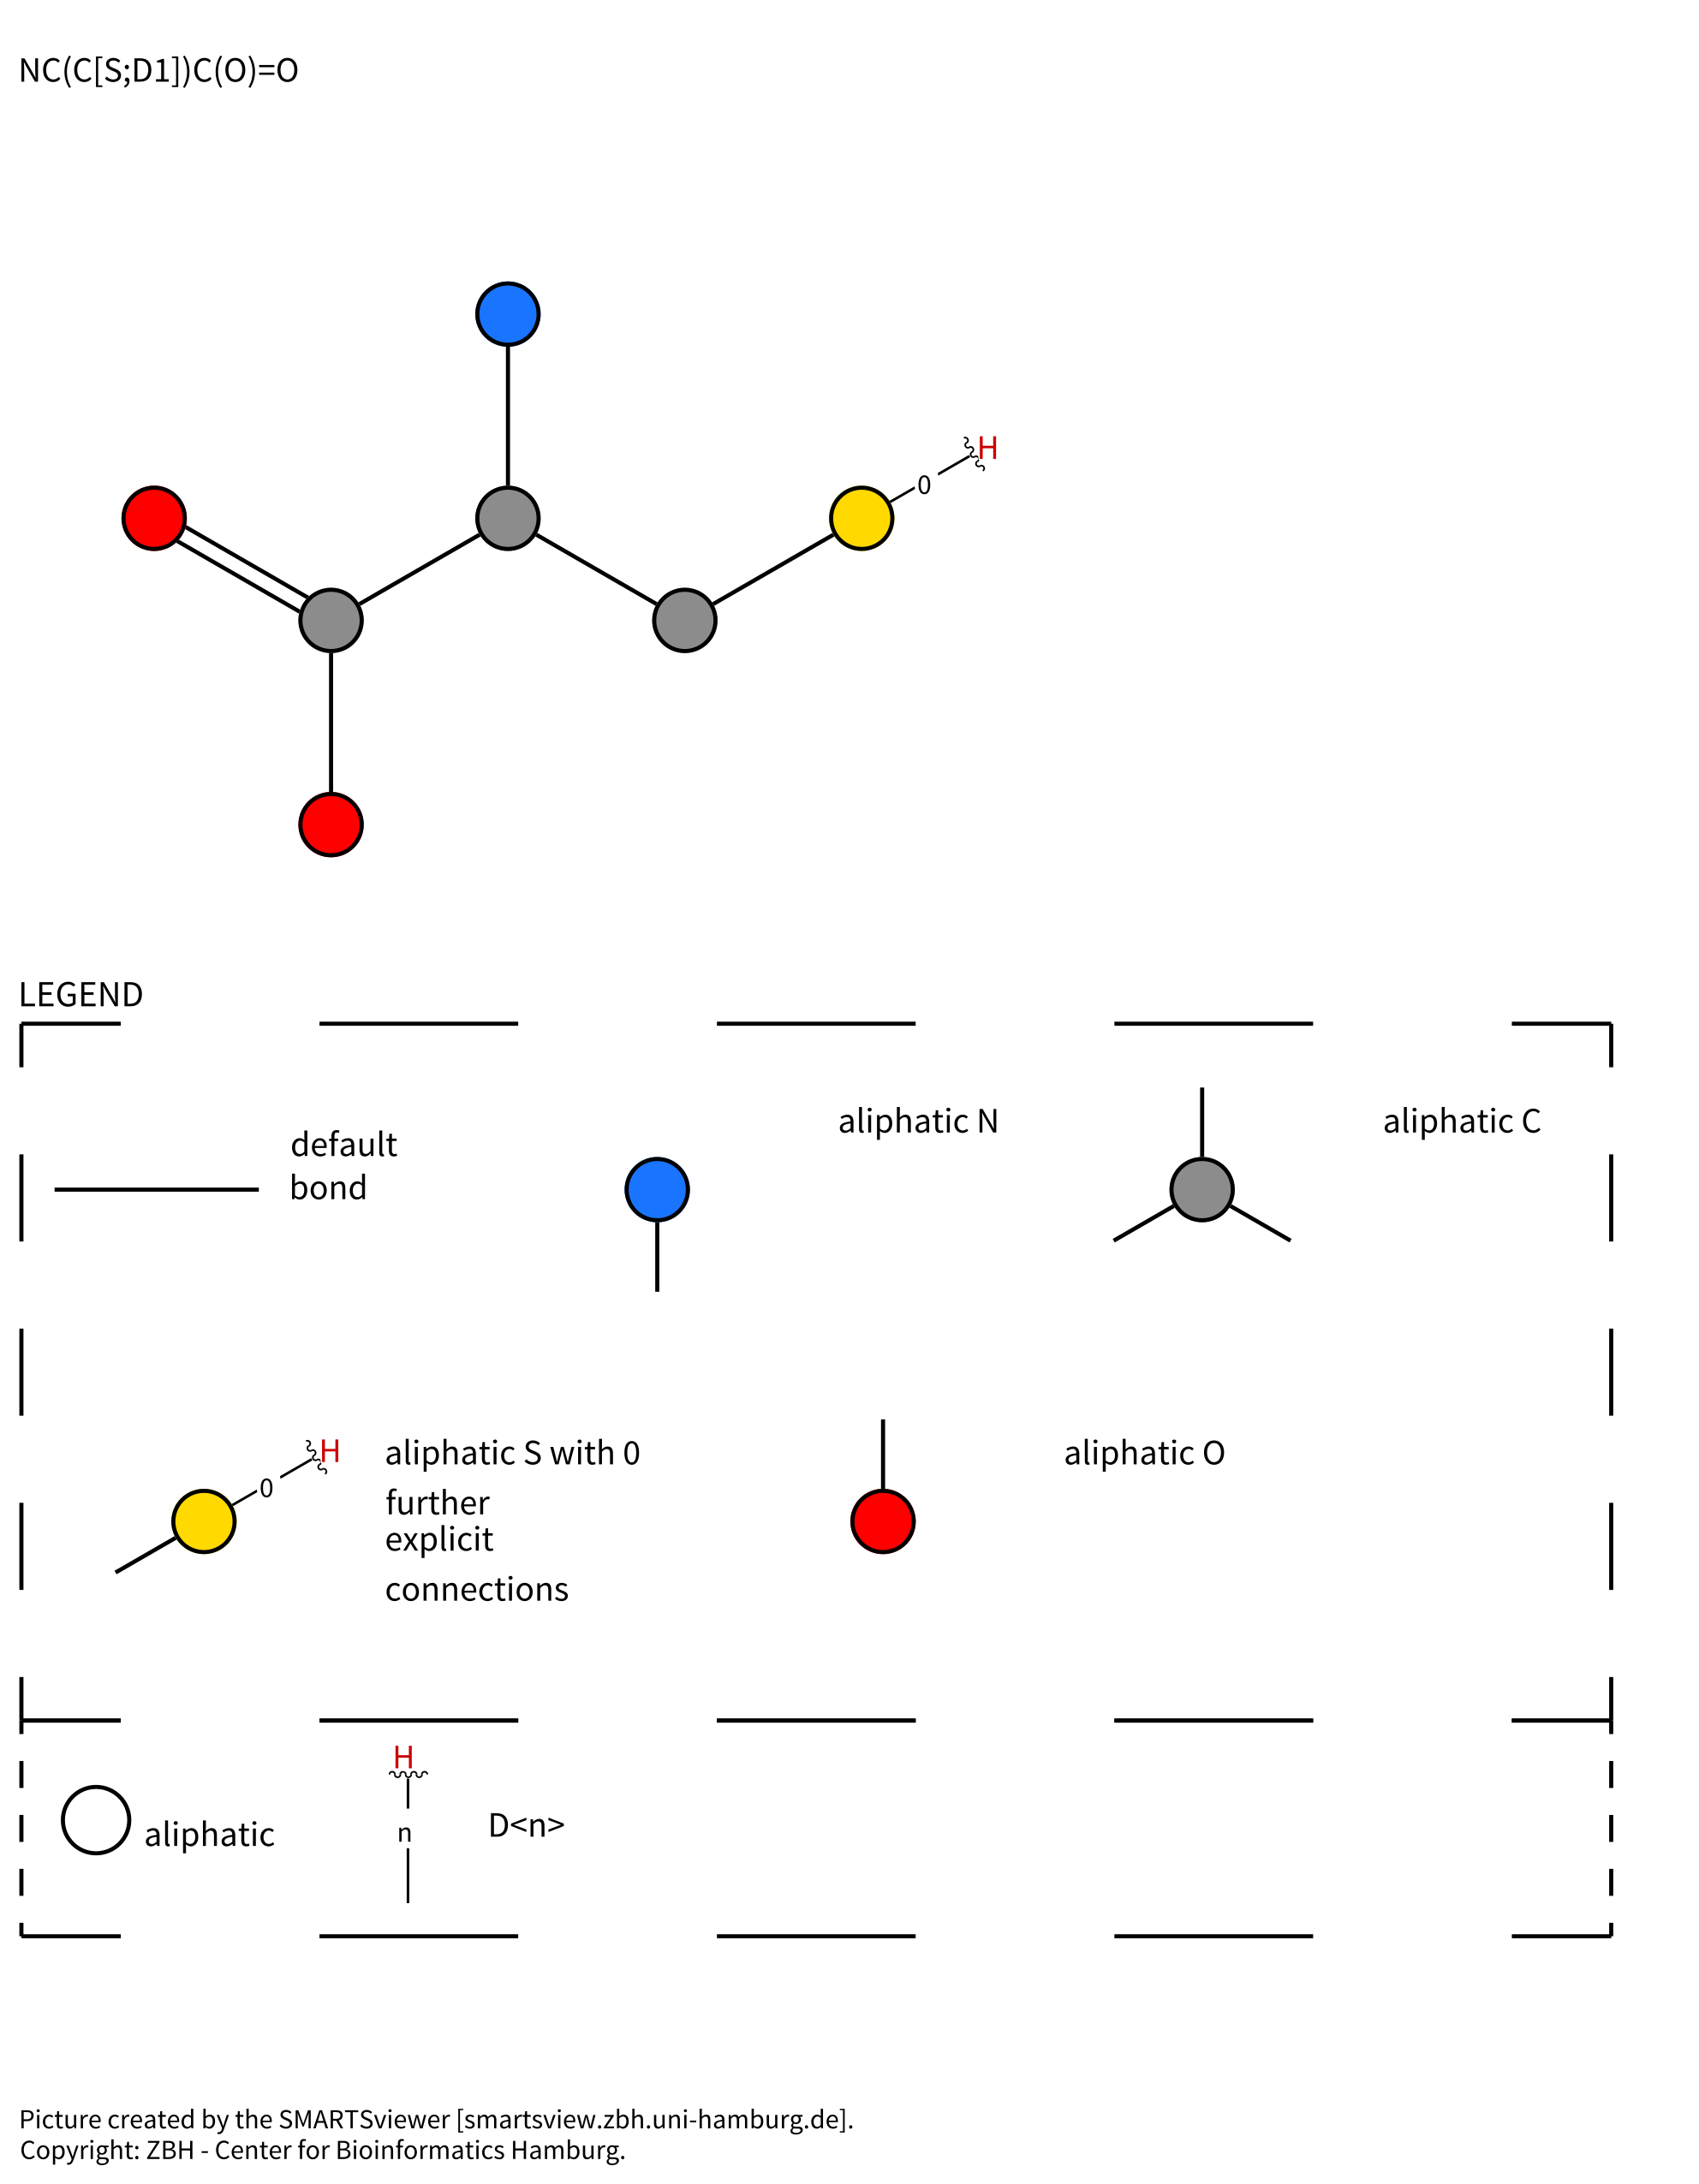 NC(C[S;D1])C(O)=O
H
0
LEGEND
default
bond
aliphatic N
aliphatic C
H
0
aliphatic S with 0
further
explicit
connections
aliphatic O
aliphatic
H
n
D<n>
Picture created by the SMARTSviewer [smartsview.zbh.uni-hamburg.de].
Copyright: ZBH - Center for Bioinformatics Hamburg.